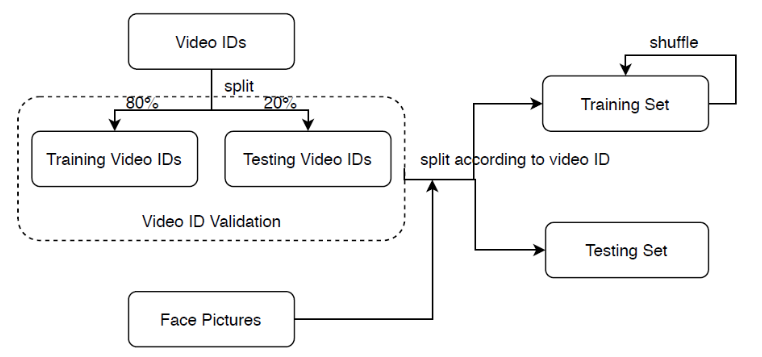 Video IDs
split
80%
20%
Training Video IDs
Testing Video IDs
Video ID Validation
Face Pictures
split according to video ID
shuffle
Training Set
Testing Set